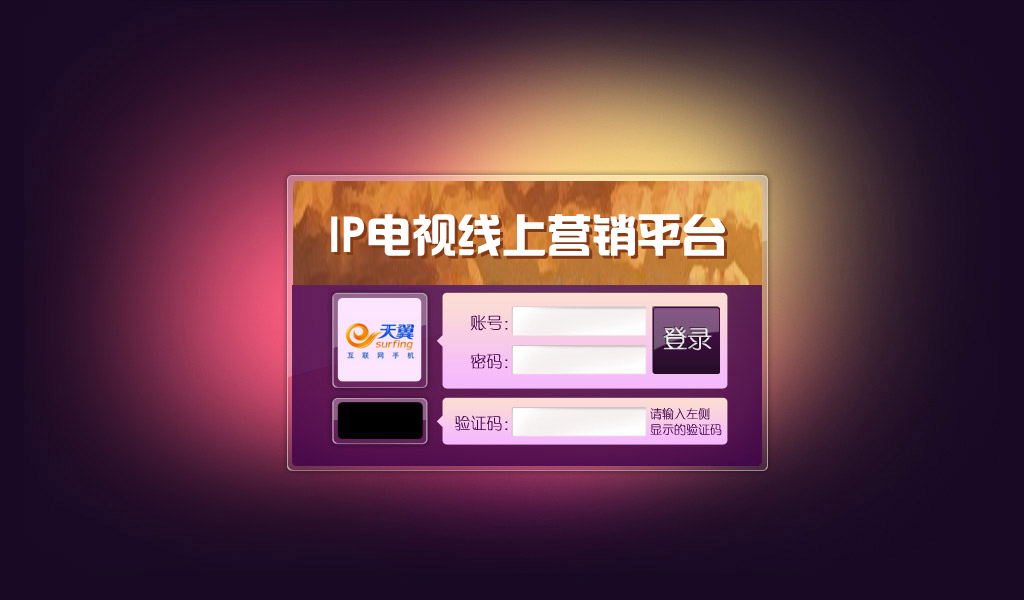 IP电视线上营销平台
天翼
surfing
互联网手机
账号:
密码:
登录
验证码:
请输入左侧
显示的验证码